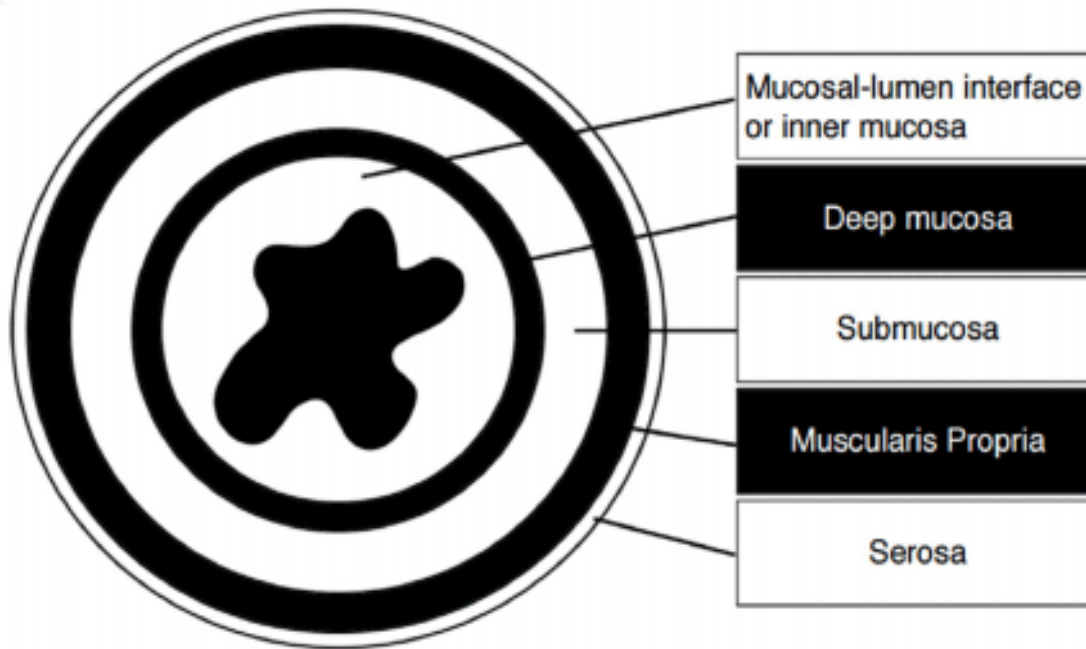 Mucosal-lumen interface
or inner mucosa
Deep mucosa
Submucosa
Muscularis Propria
Serosa